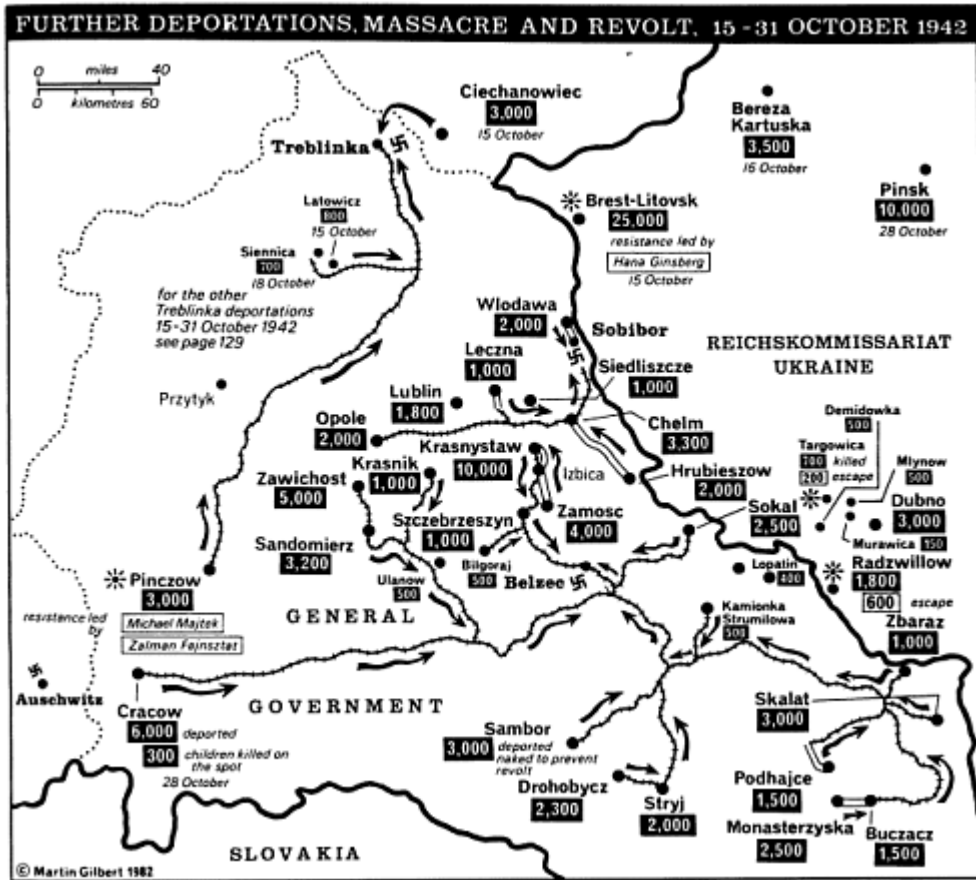 FURTHER DEPORTATIONS, MASSACRE AND REVOLT, 15-31 OCTOBER 1942
0 miles 40
0 kilometres 60
Ciechanowiec
3,000
15 October
Bereza
Kartuska
3,500
16 October
Treblinka
Pinsk
10,000
28 October
Latowicz
800
15 October
Brest-Litovsk
25,000
resistance led by
Hana Ginsberg
15 October
Siennica
700
18 October
for the other
Treblinka deportations
15-31 October 1942
see page 129
Wlodawa
2,000
Sobibor
REICHSKOMMISSARIAT
UKRAINE
Leczna
1,000
Siedliszcze
1,000
Przytyk
Lublin
1,800
Opole
2,000
Chelm
3,300
Demidowka
500
Targowica
700 killed
200 escape
Mlynow
500
Krasnystaw
10,000
Izbica
Krasnik
1,000
Hrubieszow
2,000
Zawichost
5,000
Dubno
3,000
Sokal
2,500
Zamosc
4,000
Szczebrzeszyn
1,000
Murawica 150
Sandomierz
3,200
Bilgoraj
500
Belzec
Lopatin
400
Radzwillow
1,800
600 escape
Ulanow
500
Pinczow
3,000
resistance led
by
Michael Majtek
Zalman Fajnsztat
GENERAL
Kamionka
Strumilowa
500
Zbaraz
1,000
Auschwitz
GOVERNMENT
Cracow
6,000 deported
300 children killed on
the spot
28 October
Skalat
3,000
Sambor
3,000 deported
naked to prevent
revolt
Drohobycz
2,300
Stryj
2,000
Podhajce
1,500
Monasterzyska
2,500
Buczacz
1,500
SLOVAKIA
© Martin Gilbert 1982